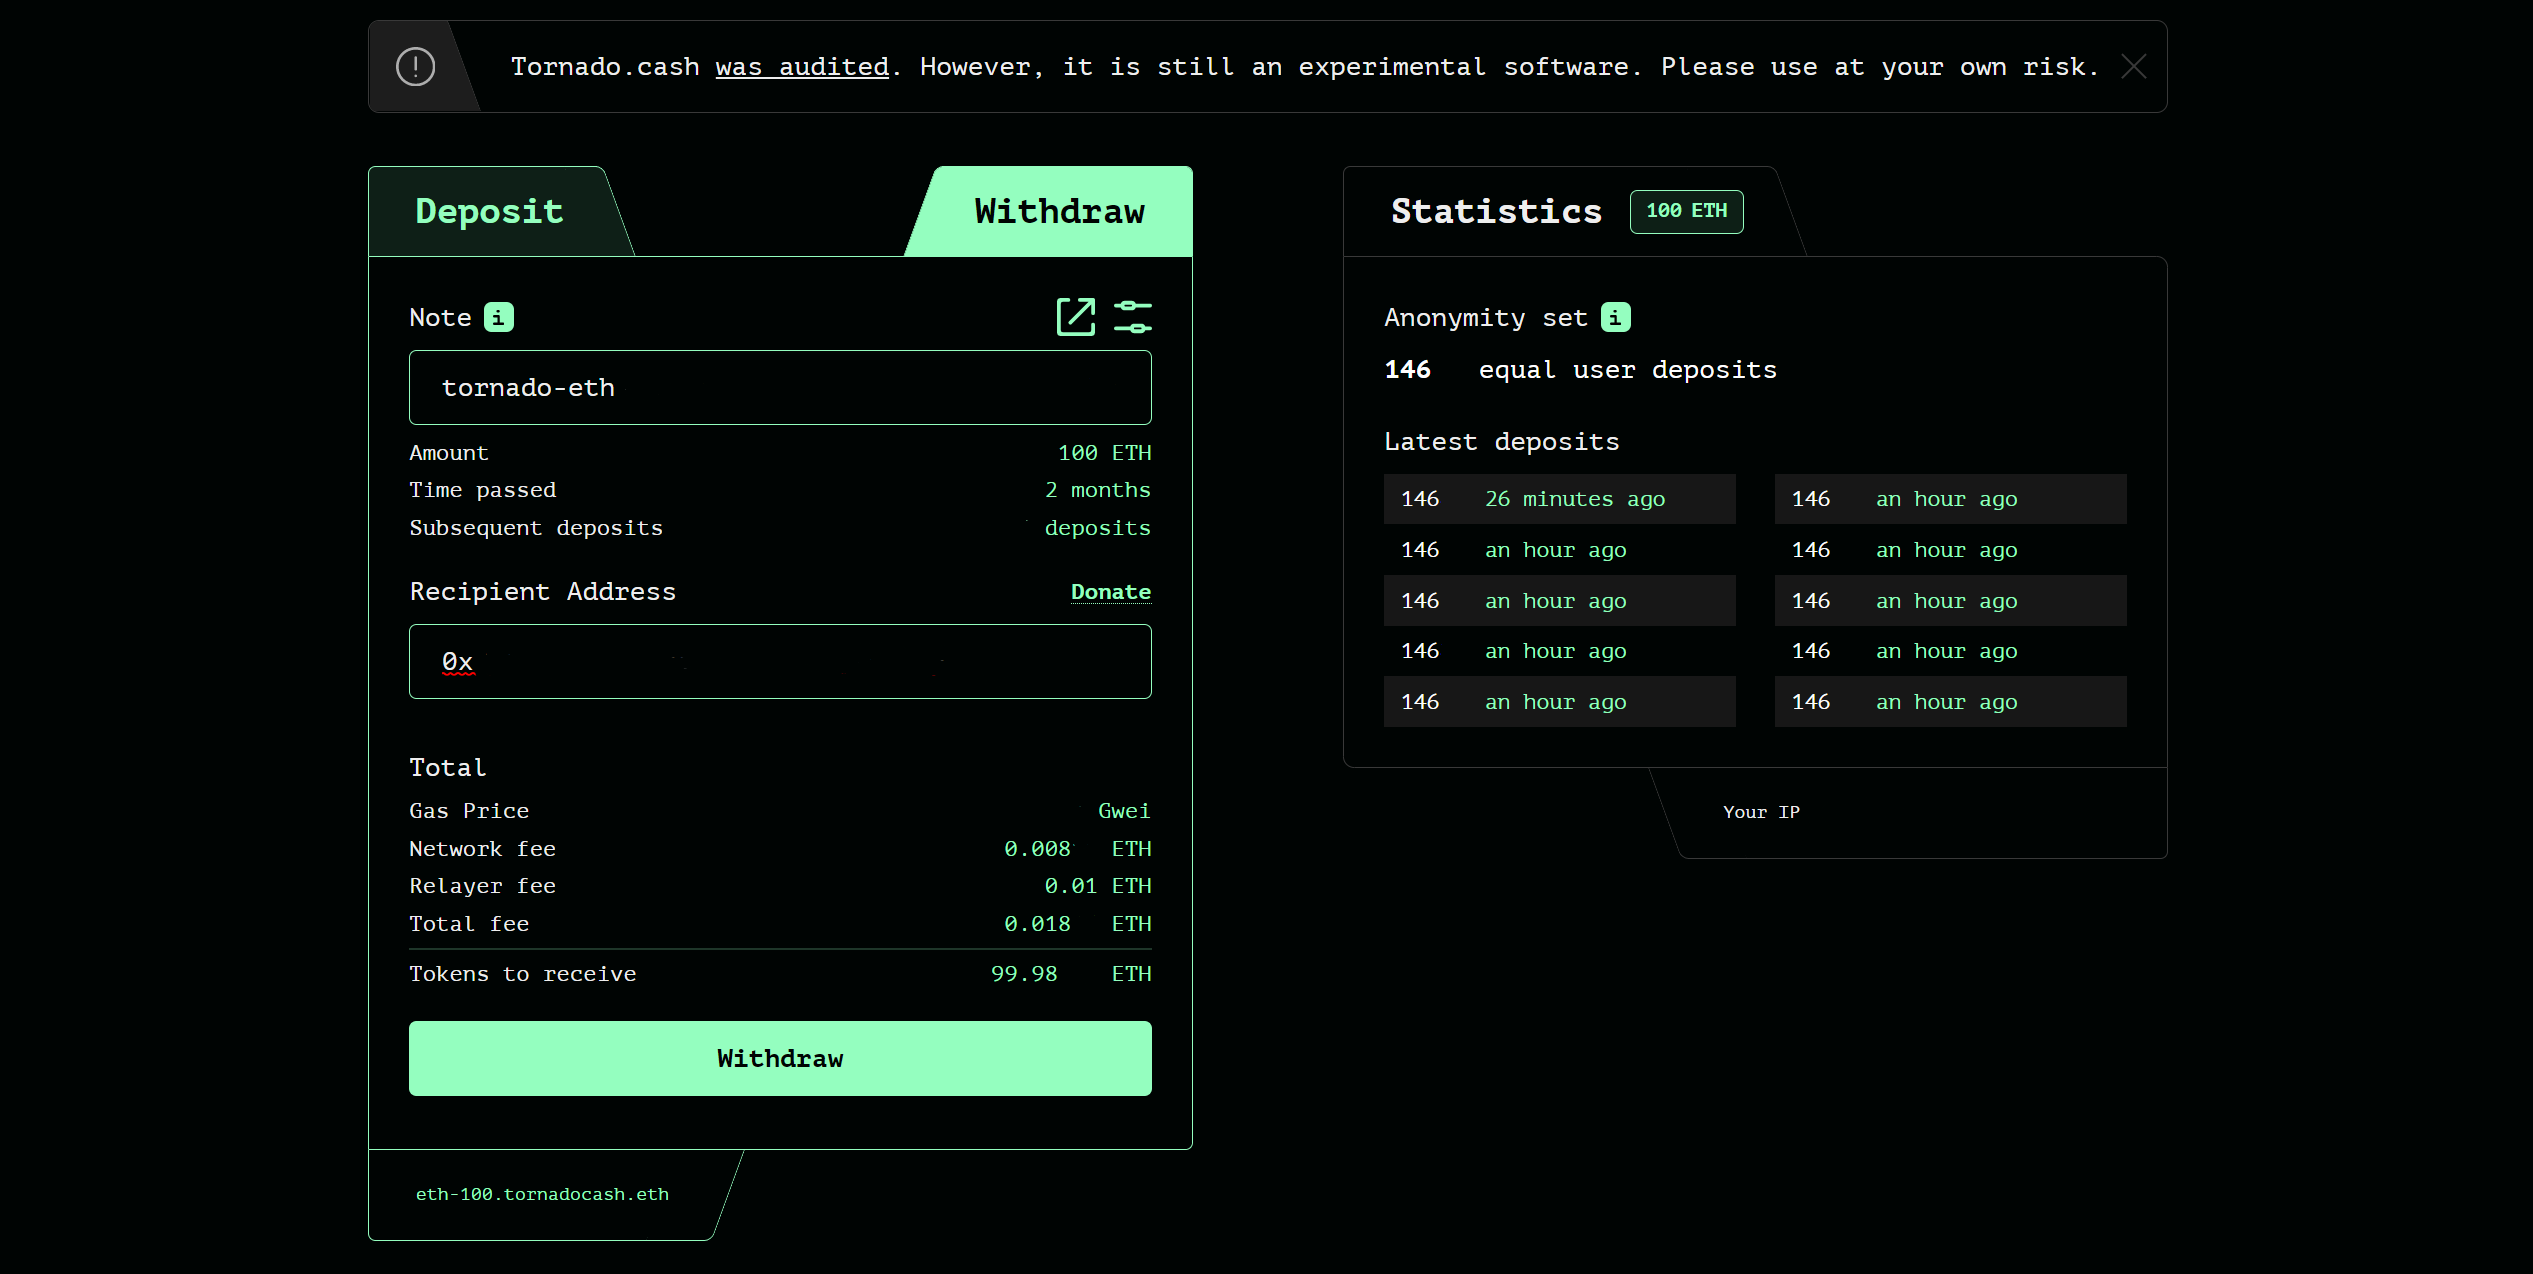 Tornado.cash was audited. However, it is still an experimental software. Please use at your own risk.
Deposit
Withdraw
Note i
tornado-eth
Amount 100 ETH
Time passed 2 months
Subsequent deposits deposits
Recipient Address Donate
0x
Total
Gas Price Gwei
Network fee 0.008 ETH
Relayer fee 0.01 ETH
Total fee 0.018 ETH
Tokens to receive 99.98 ETH
Withdraw
eth-100.tornadocash.eth
Statistics 100 ETH
Anonymity set i
146 equal user deposits
Latest deposits
146 26 minutes ago 146 an hour ago
146 an hour ago 146 an hour ago
146 an hour ago 146 an hour ago
146 an hour ago 146 an hour ago
146 an hour ago 146 an hour ago
Your IP